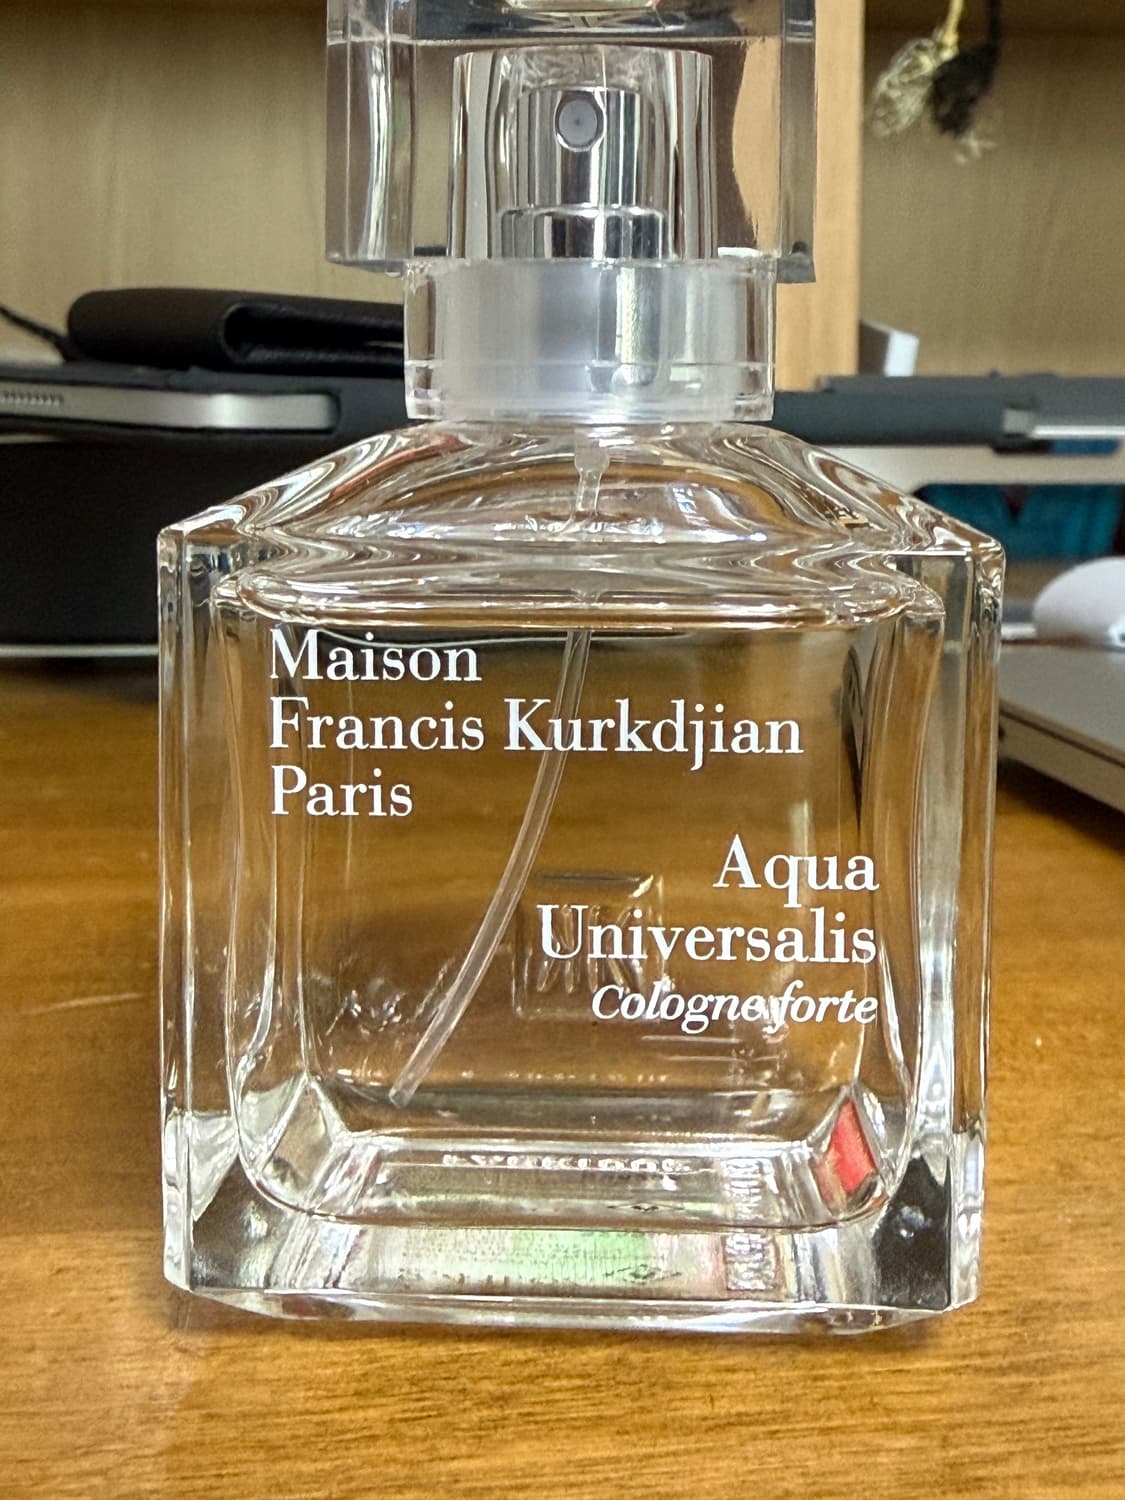 Maison
Francis Kurkdjian
Paris
Aqua
Universalis
Cologne forte